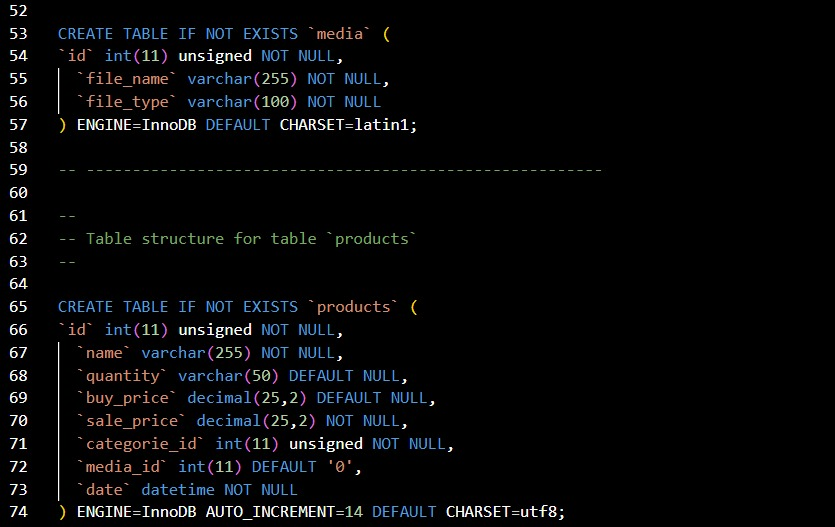 52
53 CREATE TABLE IF NOT EXISTS `media` (
54 `id` int(11) unsigned NOT NULL,
55 `file_name` varchar(255) NOT NULL,
56 `file_type` varchar(100) NOT NULL
57 ) ENGINE=InnoDB DEFAULT CHARSET=latin1;
58
59 -- --------------------------------------------------------
60
61 --
62 -- Table structure for table `products`
63 --
64
65 CREATE TABLE IF NOT EXISTS `products` (
66 `id` int(11) unsigned NOT NULL,
67 `name` varchar(255) NOT NULL,
68 `quantity` varchar(50) DEFAULT NULL,
69 `buy_price` decimal(25,2) DEFAULT NULL,
70 `sale_price` decimal(25,2) NOT NULL,
71 `categorie_id` int(11) unsigned NOT NULL,
72 `media_id` int(11) DEFAULT '0',
73 `date` datetime NOT NULL
74 ) ENGINE=InnoDB AUTO_INCREMENT=14 DEFAULT CHARSET=utf8;